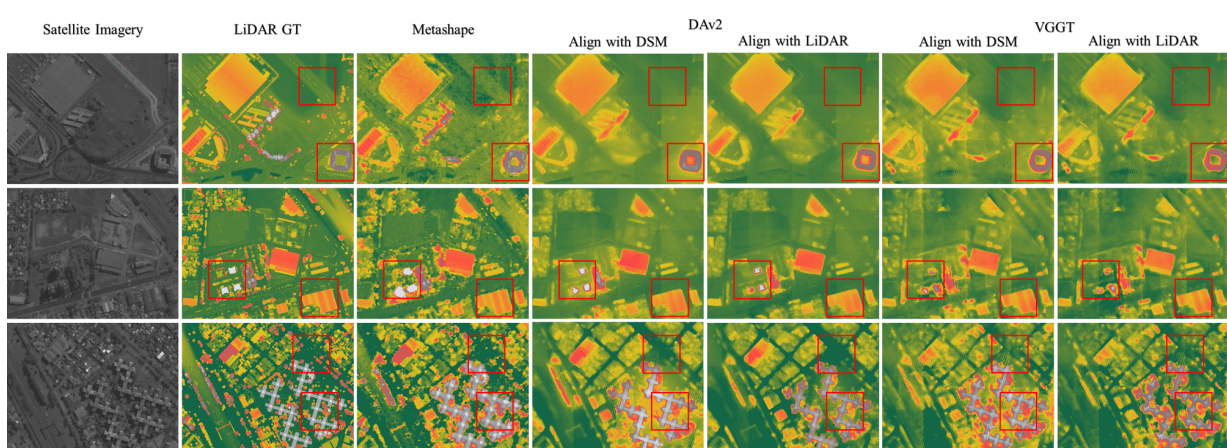 Satellite Imagery
LiDAR GT
Metashape
DAv2
Align with DSM
Align with LiDAR
VGGT
Align with DSM
Align with LiDAR